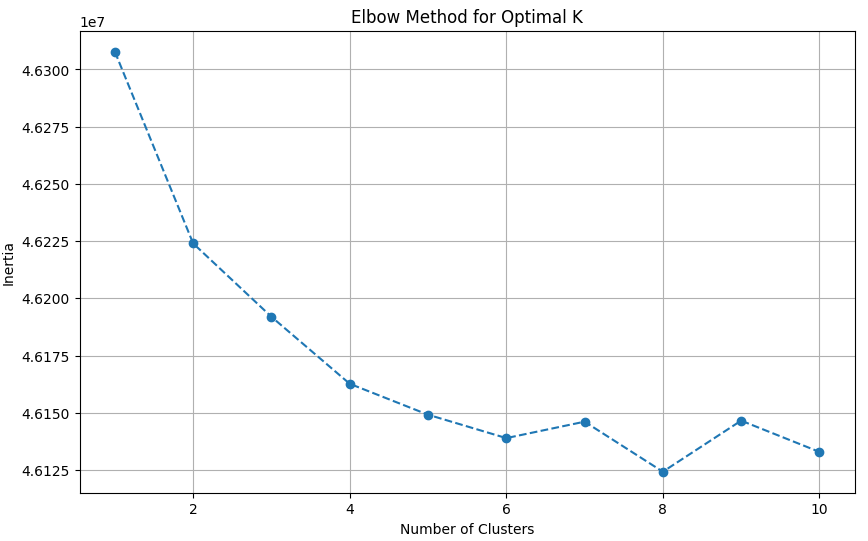 Elbow Method for Optimal K
1e7
4.6300
4.6275
4.6250
4.6225
4.6200
4.6175
4.6150
4.6125
Inertia
2 4 6 8 10
Number of Clusters